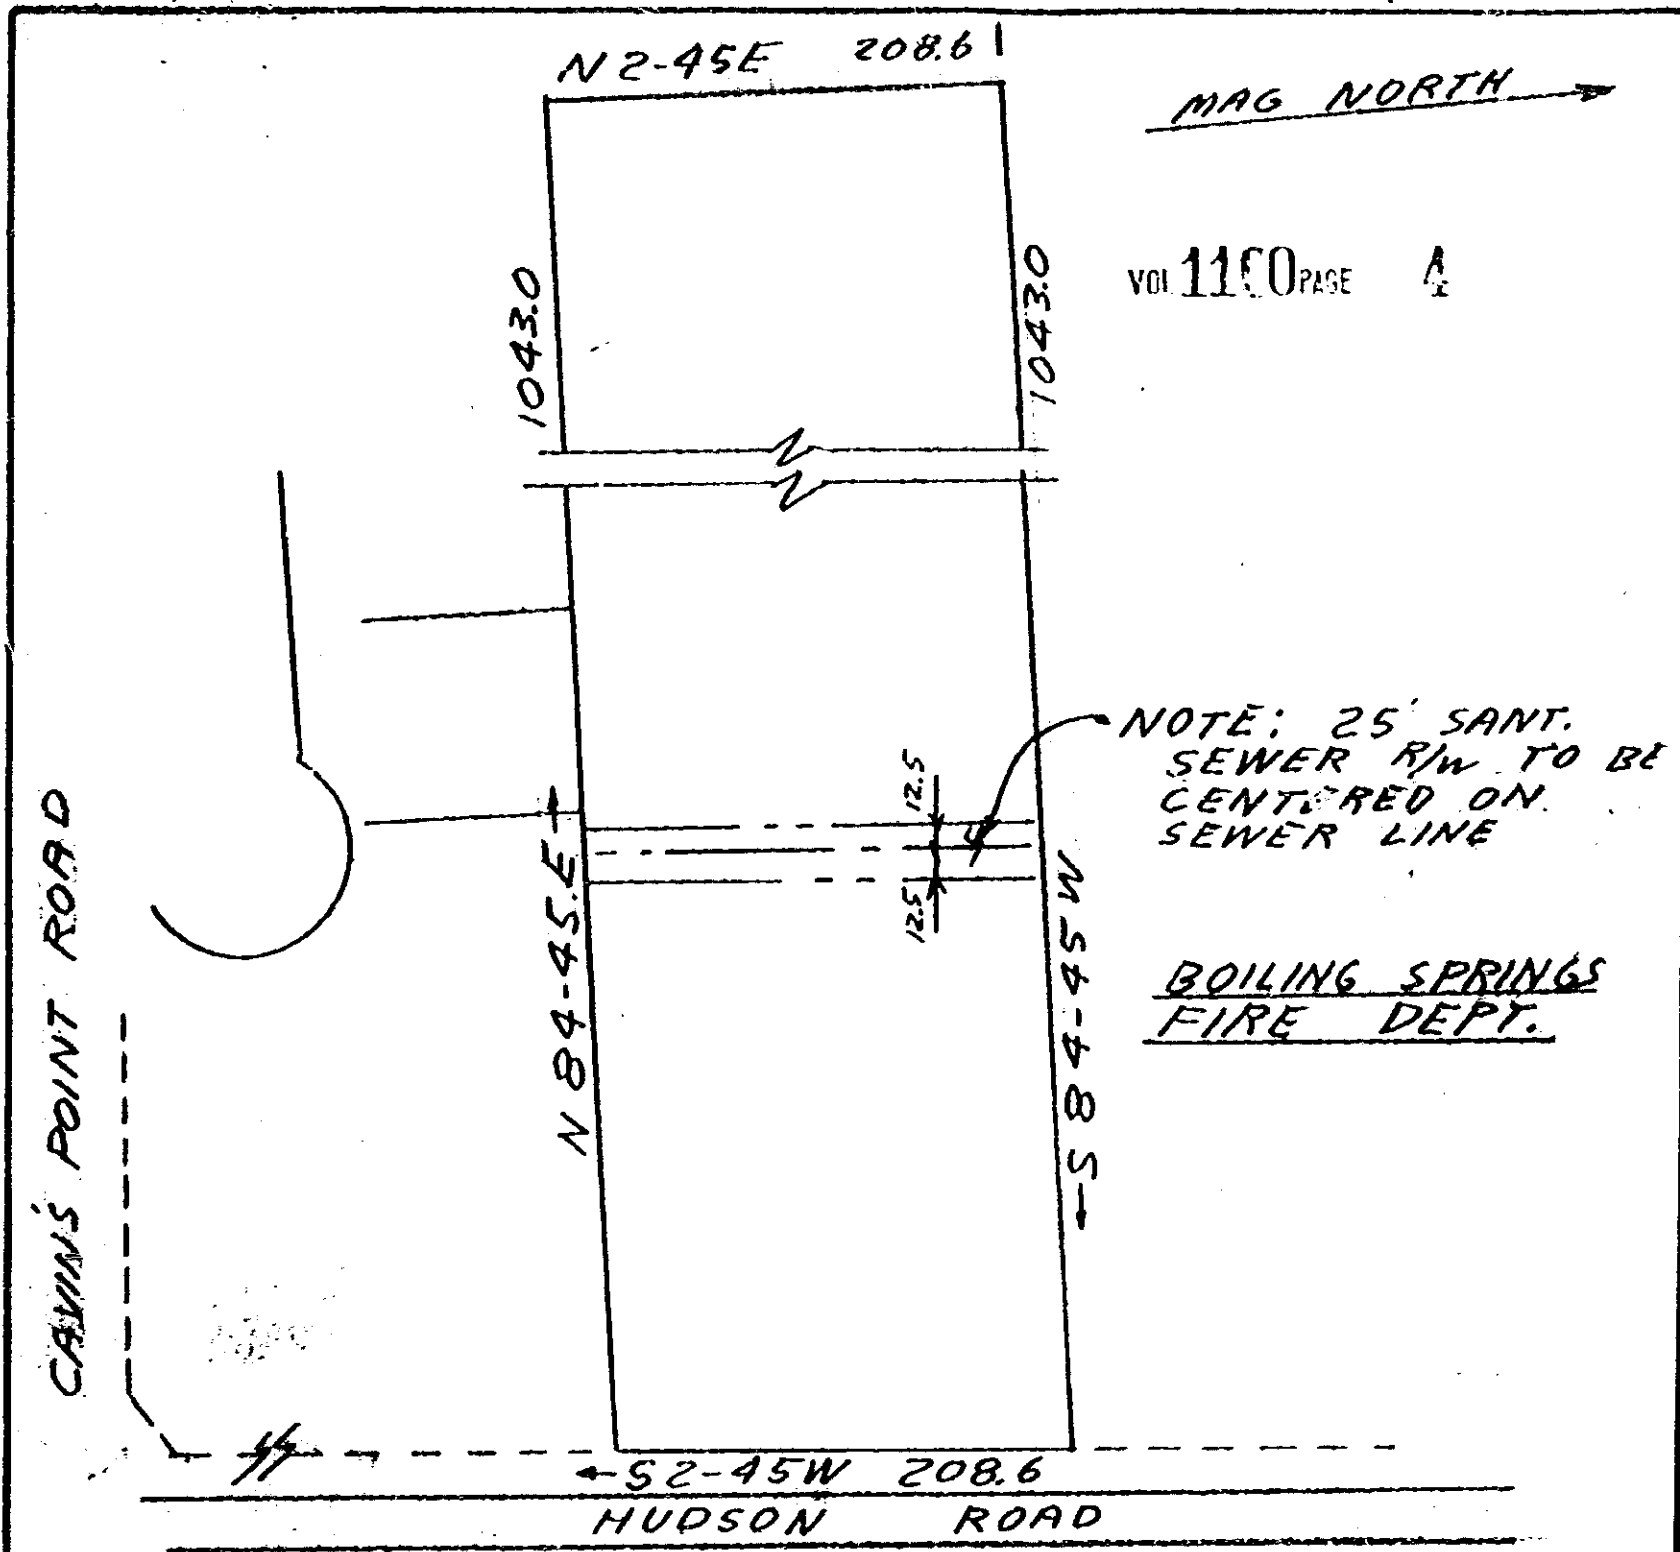 N 2-45E 208.6
MAG NORTH
VOL 1100 PAGE 4
1043.0
1043.0
NOTE: 25' SANT.
SEWER R/W TO BE
CENTERED ON
SEWER LINE
12.5
12.5
N 84-45 E
S 84-45 W
BOILING SPRINGS
FIRE DEPT.
POINT ROAD
S 2-45W 208.6
HUDSON ROAD